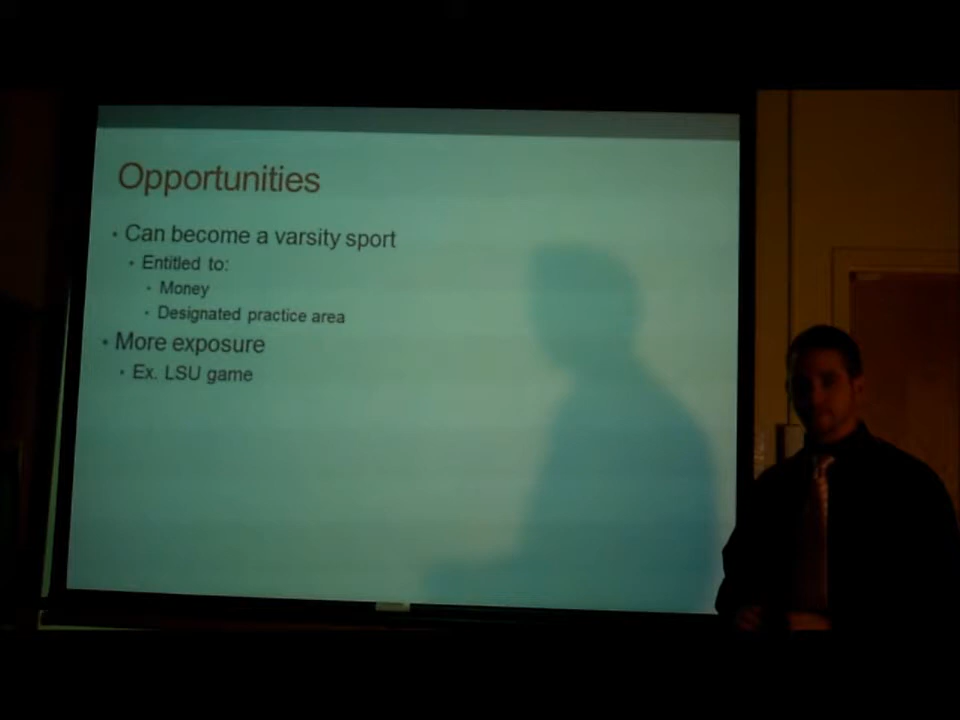 Opportunities
• Can become a varsity sport
• Entitled to:
• Money
• Designated practice area
• More exposure
• Ex. LSU game